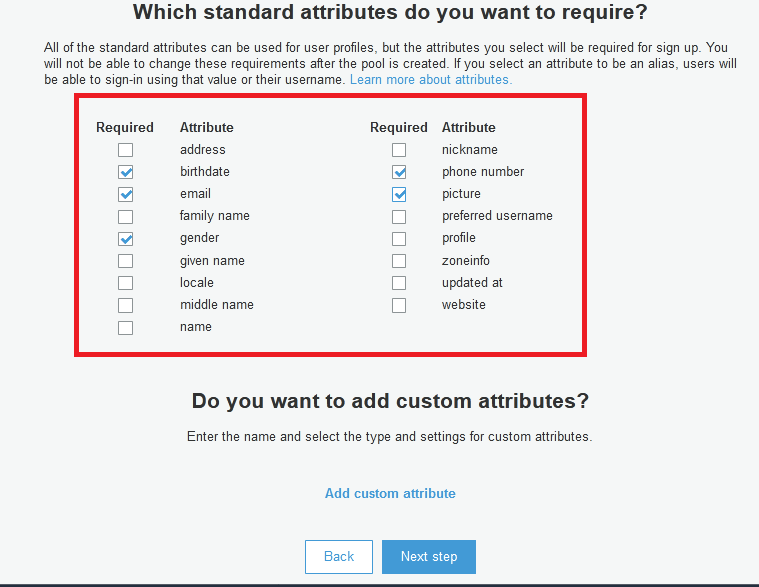 Which standard attributes do you want to require?
All of the standard attributes can be used for user profiles, but the attributes you select will be required for sign up. You
will not be able to change these requirements after the pool is created. If you select an attribute to be an alias, users will
be able to sign-in using that value or their username. Learn more about attributes.
Required Attribute
address
birthdate
email
family name
gender
given name
locale
middle name
name
Required Attribute
nickname
phone number
picture
preferred username
profile
zoneinfo
updated at
website
Do you want to add custom attributes?
Enter the name and select the type and settings for custom attributes.
Add custom attribute
Back
Next step